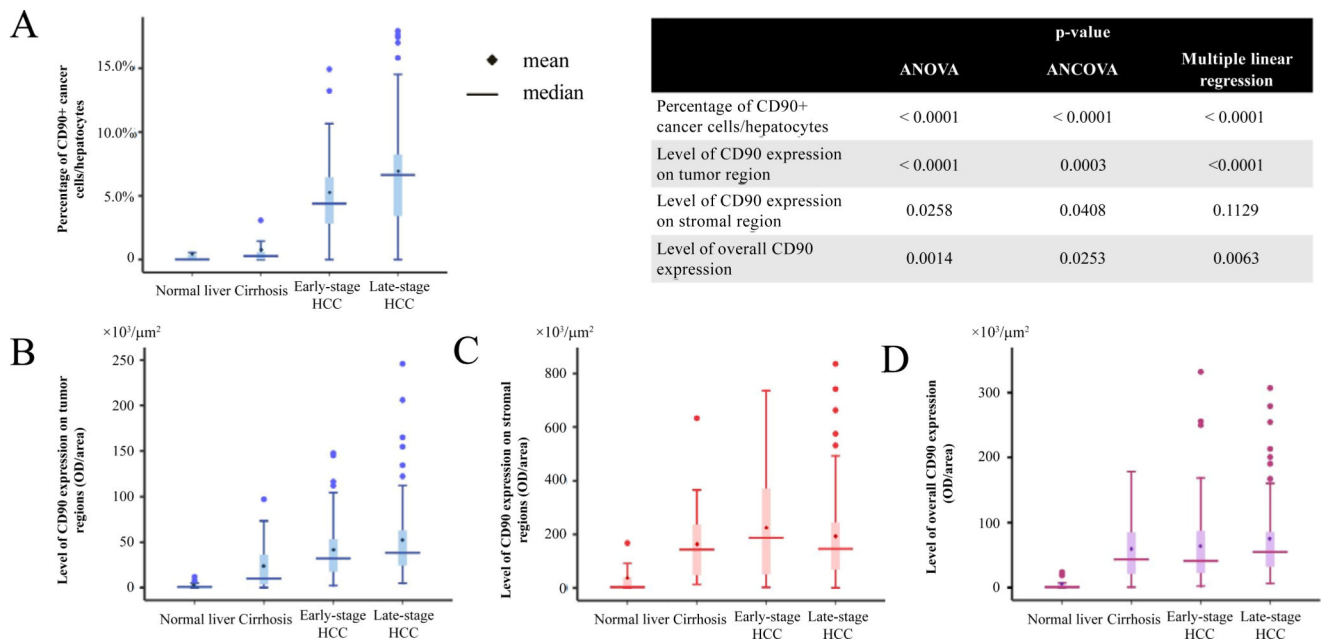 A
Percentage of CD90+ cancer
cells/hepatocytes
15.0%
10.0%
5.0%
0
Normal liver
Cirrhosis
Early-stage
HCC
Late-stage
HCC
mean
median
p-value
ANOVA
ANCOVA
Multiple linear
regression
Percentage of CD90+
cancer cells/hepatocytes
< 0.0001
< 0.0001
< 0.0001
Level of CD90 expression
on tumor region
< 0.0001
0.0003
<0.0001
Level of CD90 expression
on stromal region
0.0258
0.0408
0.1129
Level of overall CD90
expression
0.0014
0.0253
0.0063
B
×10³/µm²
Level of CD90 expression on tumor
regions (OD/area)
250
200
150
100
50
0
Normal liver
Cirrhosis
Early-stage
HCC
Late-stage
HCC
C
×10³/µm²
Level of CD90 expression on stromal
regions (OD/area)
800
600
400
200
0
Normal liver
Cirrhosis
Early-stage
HCC
Late-stage
HCC
D
×10³/µm²
Level of overall CD90 expression
(OD/area)
300
200
100
0
Normal liver
Cirrhosis
Early-stage
HCC
Late-stage
HCC